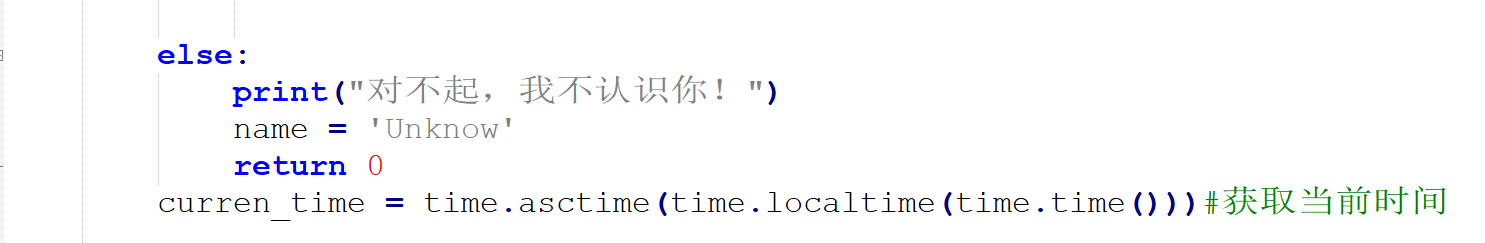 else:
print("对不起，我不认识你！")
name = 'Unknow'
return 0
curren_time = time.asctime(time.localtime(time.time()))#获取当前时间